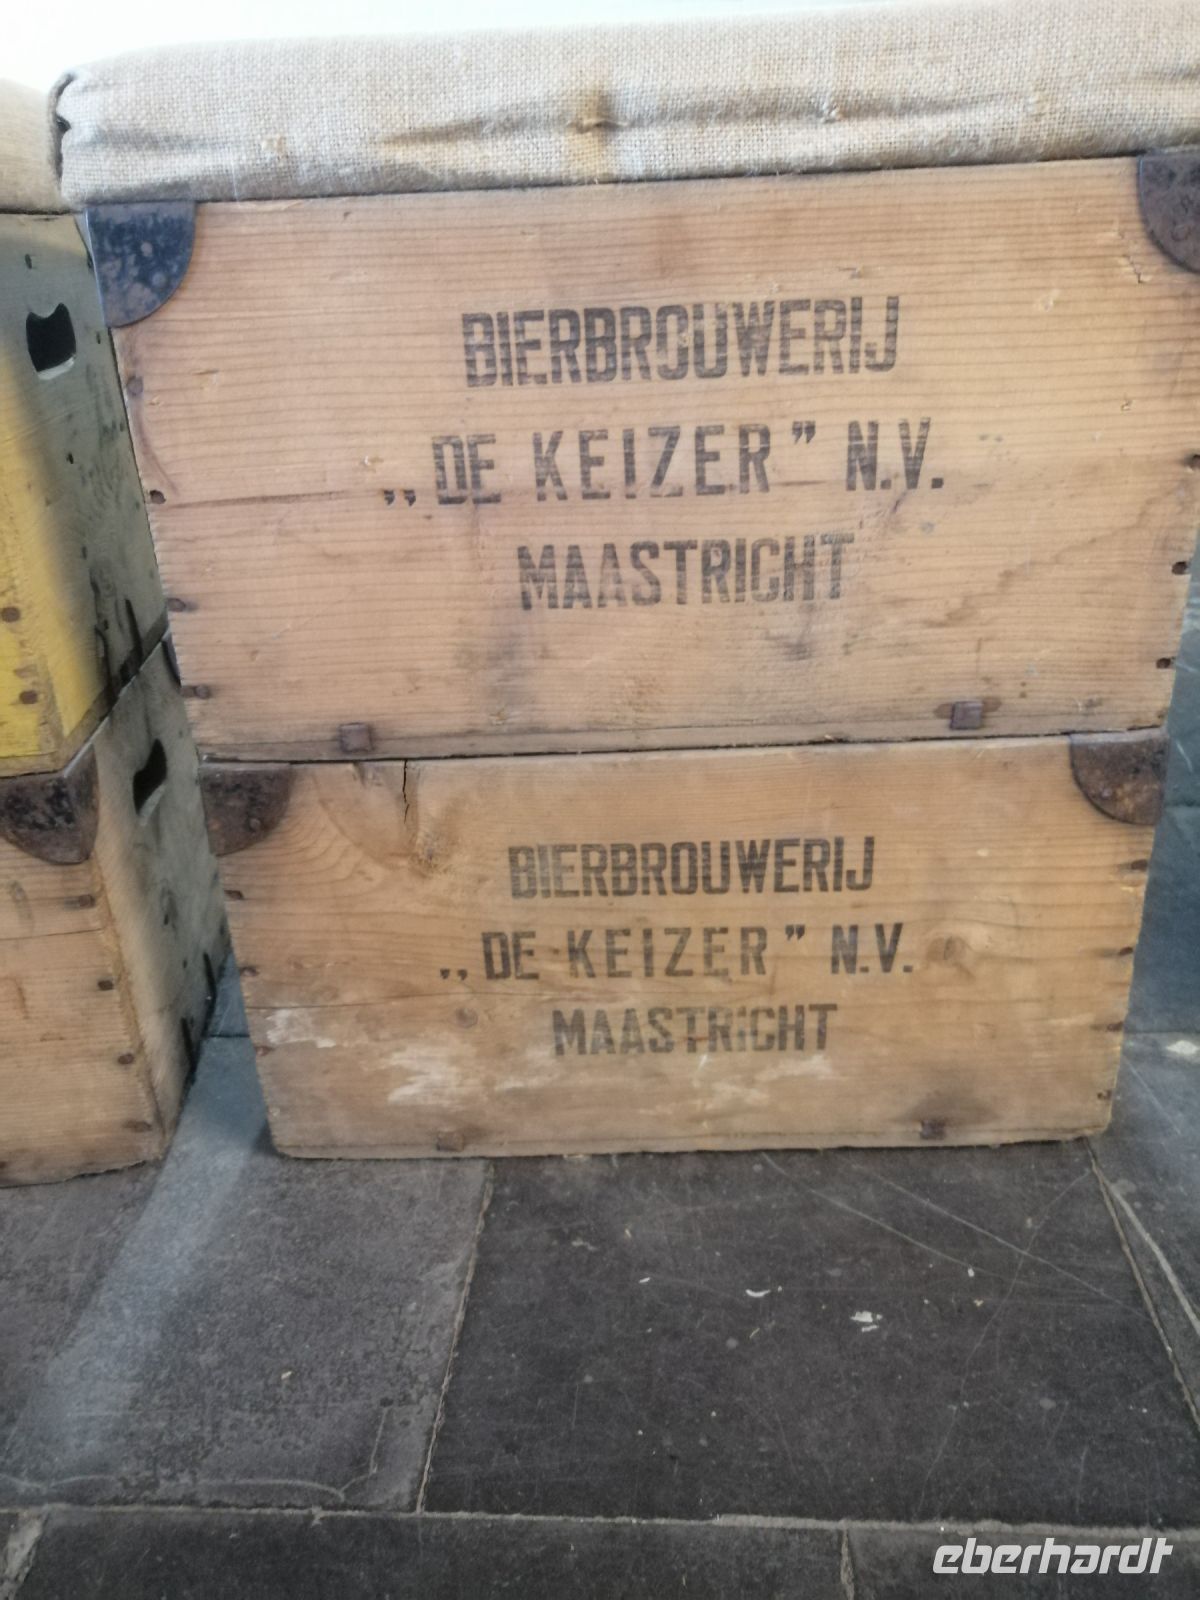 BIERBROUWERIJ
„DE KEIZER” N.V.
MAASTRICHT
BIERBROUWERIJ
„DE KEIZER” N.V.
MAASTRICHT
eberhardt